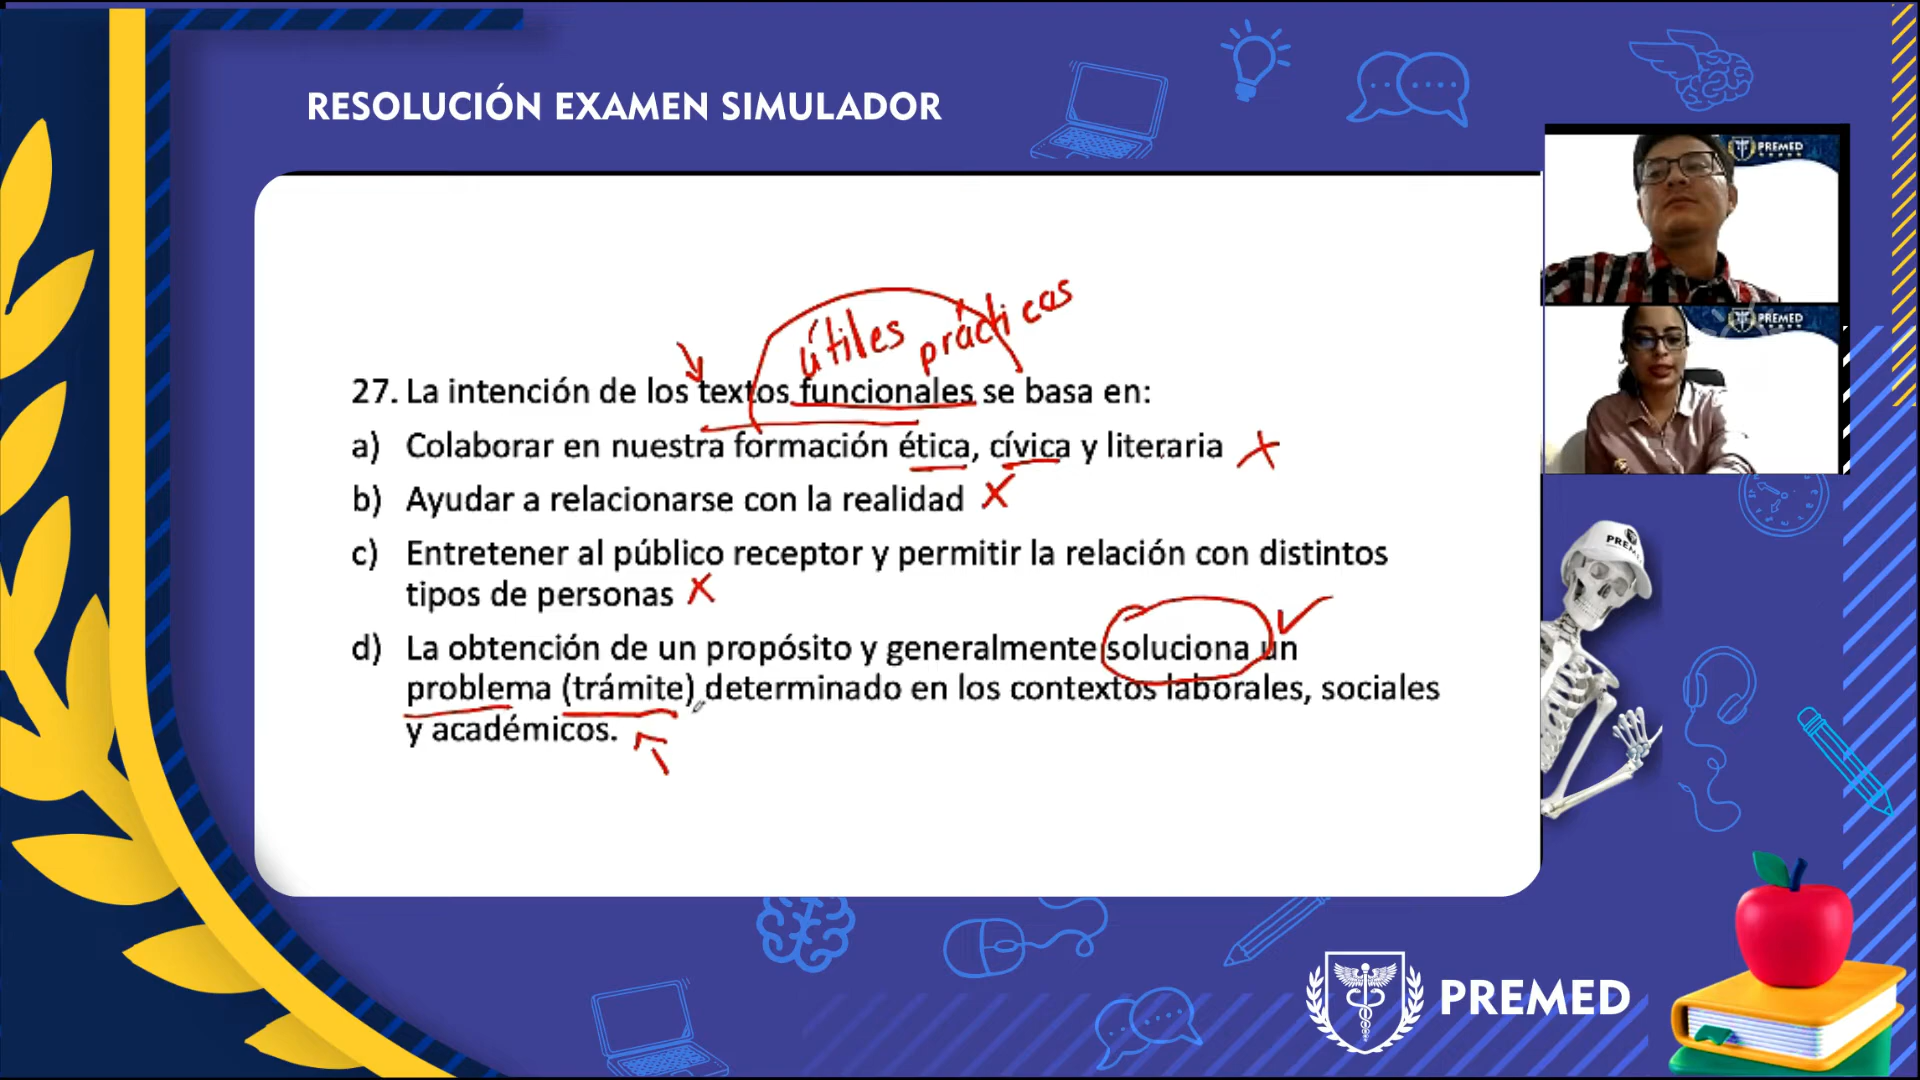 RESOLUCIÓN EXAMEN SIMULADOR
PREMED
PREMED
útiles prácticas
27. La intención de los textos funcionales se basa en:
a) Colaborar en nuestra formación ética, cívica y literaria
b) Ayudar a relacionarse con la realidad
c) Entretener al público receptor y permitir la relación con distintos
tipos de personas
d) La obtención de un propósito y generalmente soluciona un
problema (trámite) determinado en los contextos laborales, sociales
y académicos.
PREMED